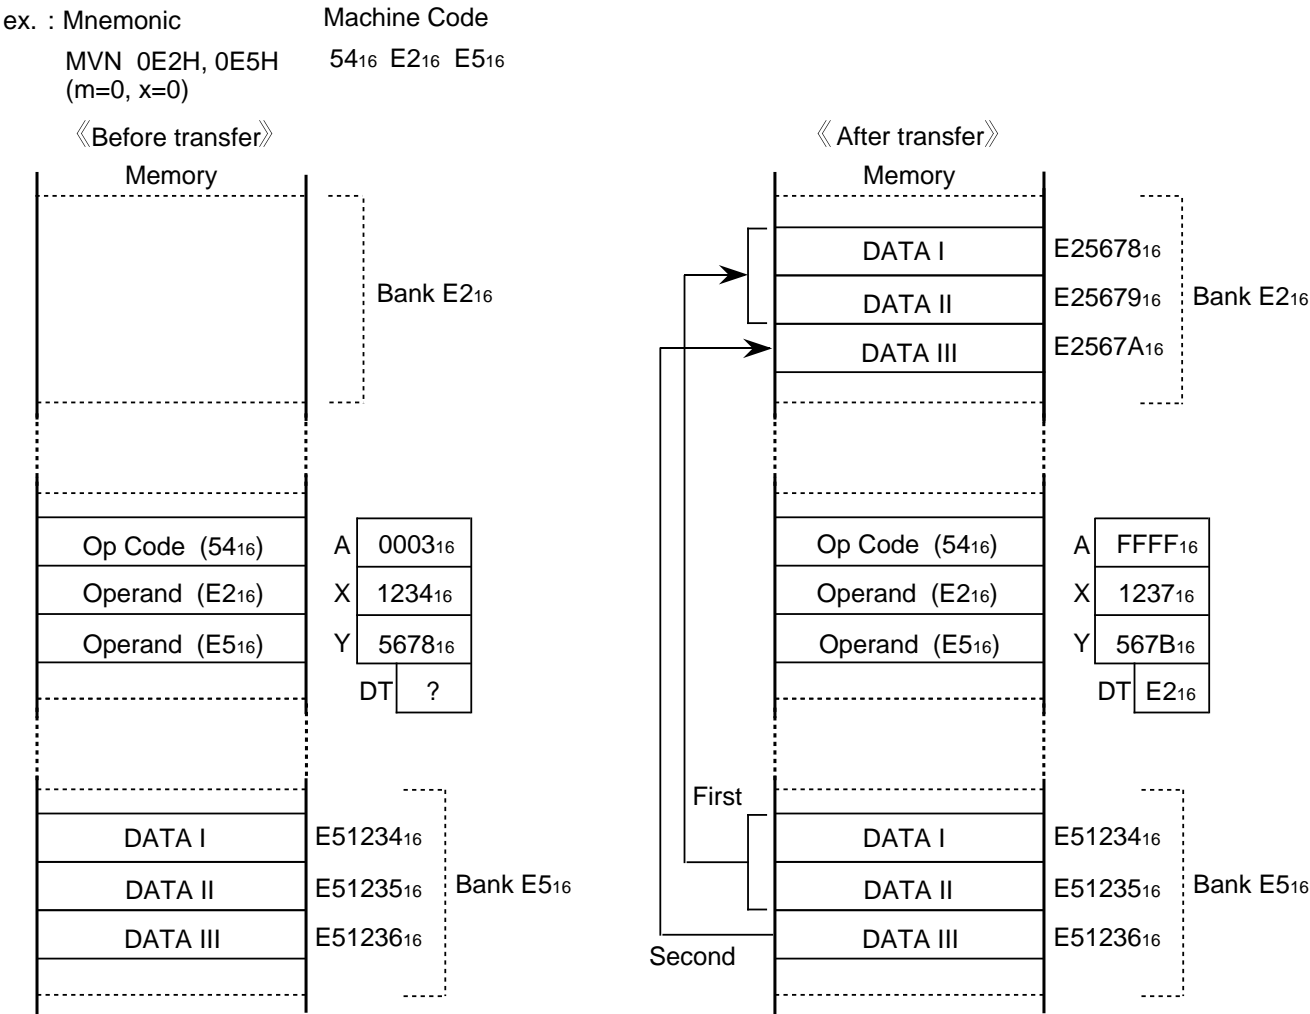 ex. : Mnemonic Machine Code
MVN 0E2H, 0E5H 5416 E216 E516
(m=0, x=0)
《Before transfer》 《After transfer》
Memory Memory
DATA I E2567816
Bank E216 DATA II E2567916 Bank E216
DATA III E2567A16
Op Code (5416) A 000316 Op Code (5416) A FFFF16
Operand (E216) X 123416 Operand (E216) X 123716
Operand (E516) Y 567816 Operand (E516) Y 567B16
DT ? DT E216
First
DATA I E5123416 DATA I E5123416
DATA II E5123516 Bank E516 DATA II E5123516 Bank E516
DATA III E5123616 DATA III E5123616
Second